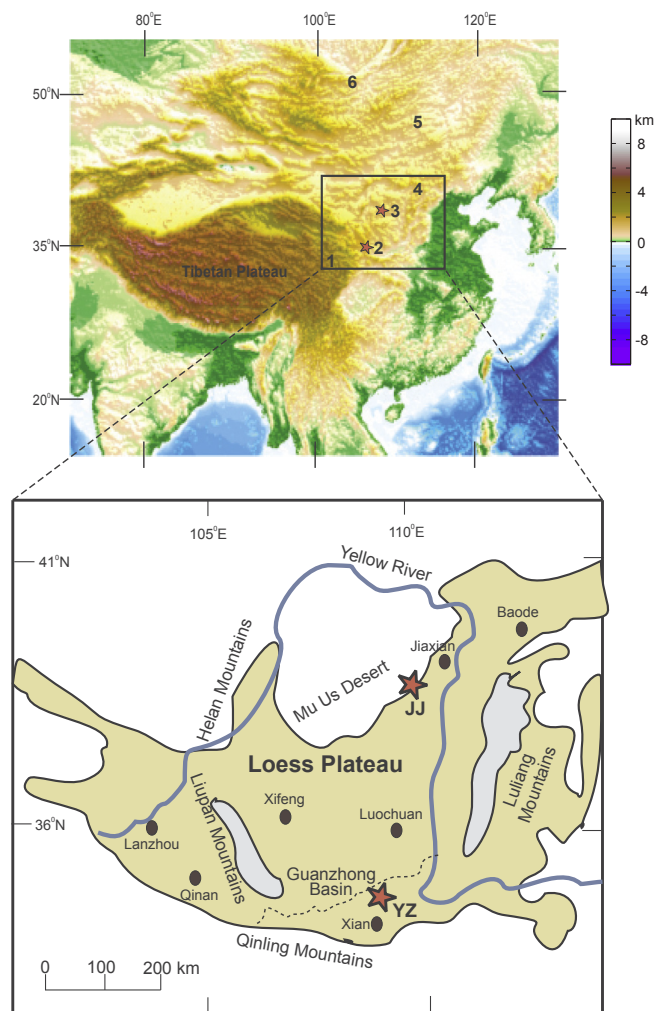 80°E
100°E
120°E
50°N
35°N
20°N
6
5
4
3
2
1
Tibetan Plateau
km
8
4
0
-4
-8
105°E
110°E
41°N
36°N
Yellow River
Baode
Jiaxian
Helan Mountains
Mu Us Desert
JJ
Loess Plateau
Luliang
Mountains
Liupan Mountains
Xifeng
Luochuan
Lanzhou
Qinan
Guanzhong
Basin
YZ
Xian
Qinling Mountains
0 100 200 km